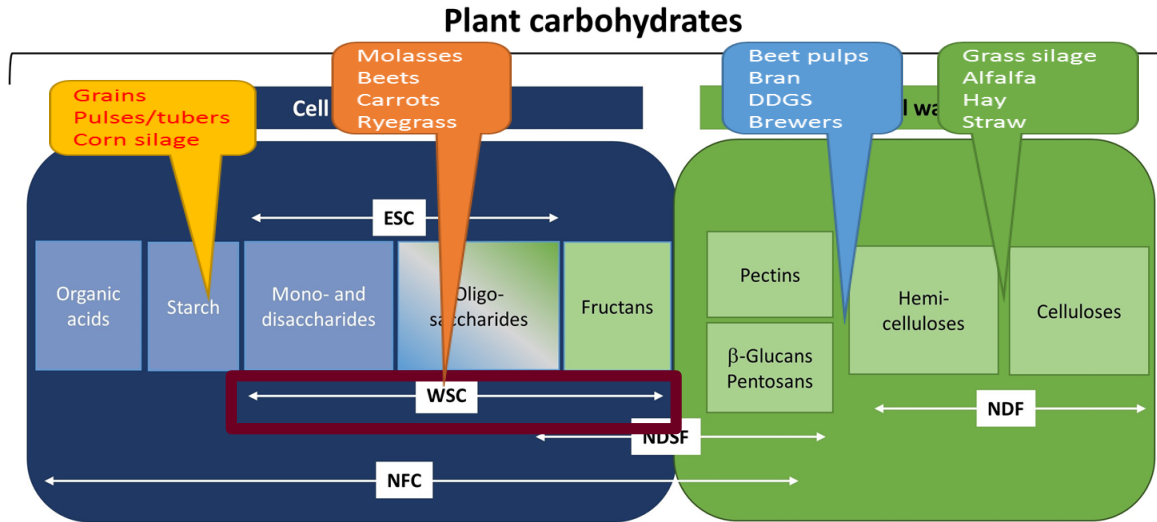 Plant carbohydrates
Grains
Pulses/tubers
Corn silage
Molasses
Beets
Carrots
Ryegrass
Beet pulps
Bran
DDGS
Brewers
Grass silage
Alfalfa
Hay
Straw
Cell
ESC
Organic
acids
Starch
Mono- and
disaccharides
Oligo-
saccharides
Fructans
Pectins
β-Glucans
Pentosans
Hemi-
celluloses
Celluloses
WSC
NDF
NDSF
NFC